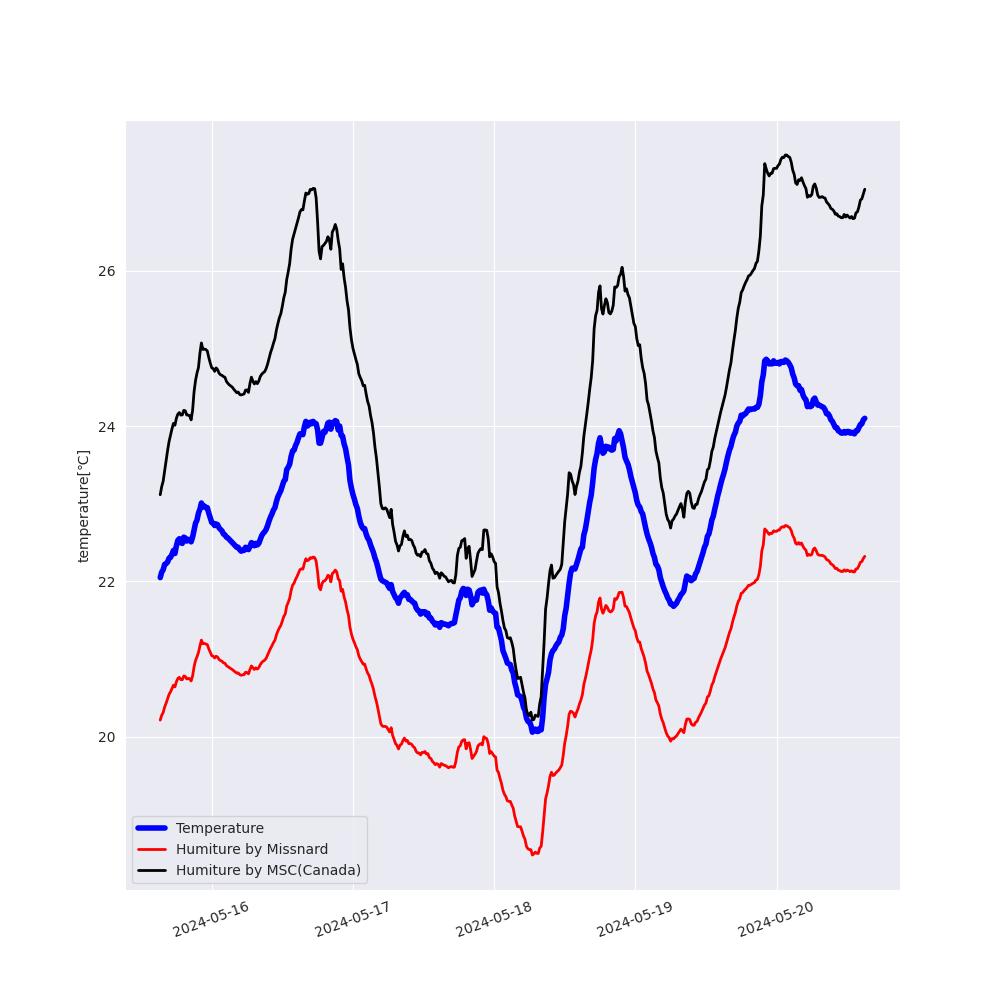 temperature[℃]
26
24
22
20
Temperature
Humiture by Missnard
Humiture by MSC(Canada)
2024-05-16
2024-05-17
2024-05-18
2024-05-19
2024-05-20